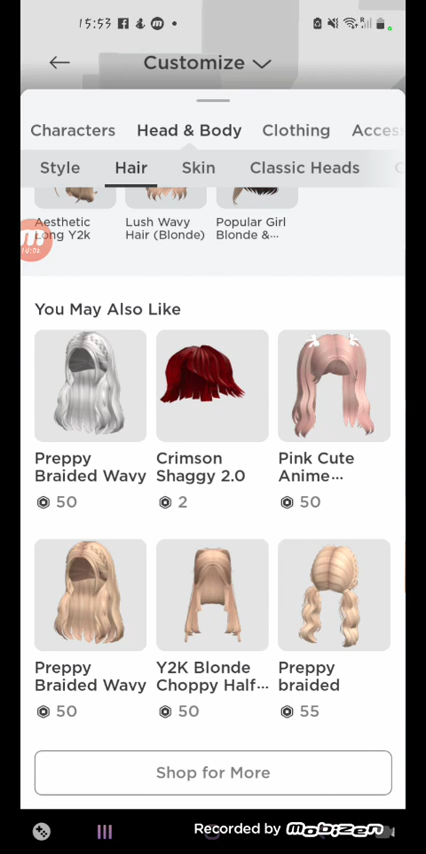 15:53
Customize
Characters Head & Body Clothing Acces
Style Hair Skin Classic Heads
Aesthetic Long Y2k
Lush Wavy Hair (Blonde)
Popular Girl Blonde &...
You May Also Like
Preppy Braided Wavy
50
Crimson Shaggy 2.0
2
Pink Cute Anime...
50
Preppy Braided Wavy
50
Y2K Blonde Choppy Half...
50
Preppy braided
55
Shop for More
Recorded by Mobizen